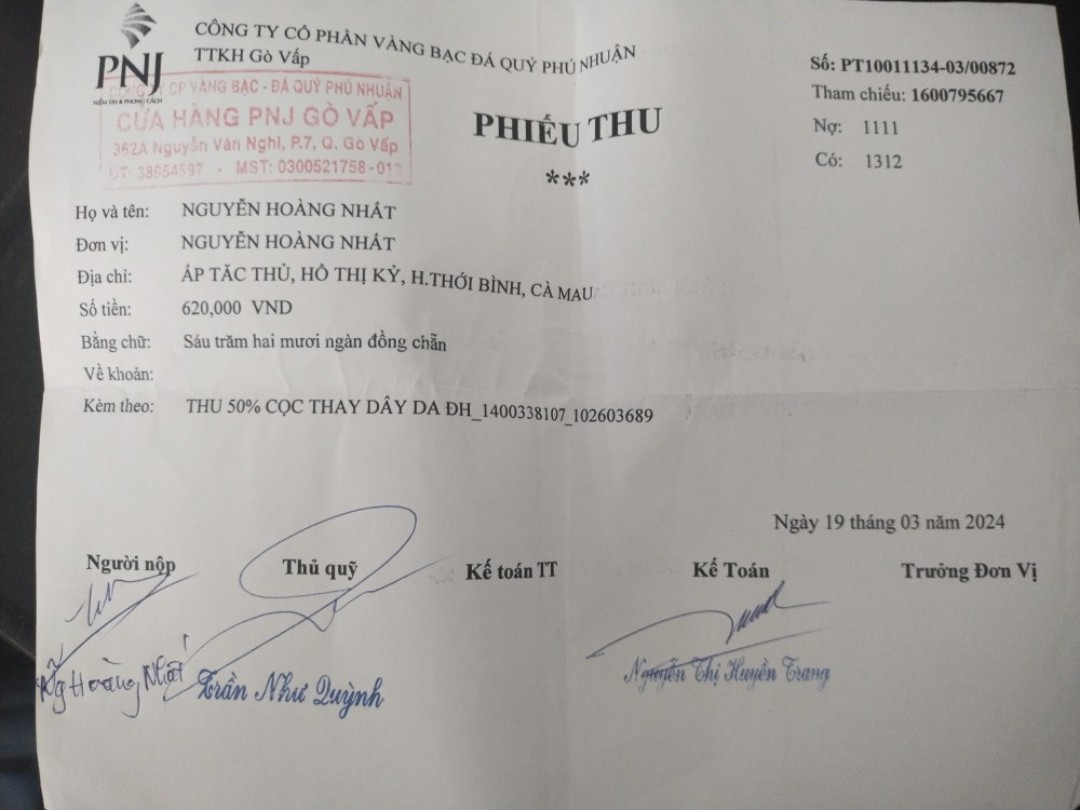 PNJ
NIỀM TIN & PHONG CÁCH
CÔNG TY CỔ PHẦN VÀNG BẠC ĐÁ QUÝ PHÚ NHUẬN
TTKH Gò Vấp
CÔNG TY CP VÀNG BẠC - ĐÁ QUÝ PHÚ NHUẬN
CỬA HÀNG PNJ GÒ VẤP
362A Nguyễn Văn Nghi, P.7, Q. Gò Vấp
ĐT: 38954597 - MST: 0300521758-013
Số: PT10011134-03/00872
Tham chiếu: 1600795667
Nợ: 1111
Có: 1312
PHIẾU THU
***
Họ và tên: NGUYỄN HOÀNG NHẤT
Đơn vị: NGUYỄN HOÀNG NHẤT
Địa chỉ: ẤP TẮC THỦ, HỒ THỊ KỶ, H.THỚI BÌNH, CÀ MAU
Số tiền: 620,000 VND
Bằng chữ: Sáu trăm hai mươi ngàn đồng chẵn
Về khoản:
Kèm theo: THU 50% CỌC THAY DÂY DA ĐH_1400338107_102603689
Ngày 19 tháng 03 năm 2024
Người nộp Thủ quỹ Kế toán TT Kế Toán Trưởng Đơn Vị
Ng Hoàng Nhất Trần Như Quỳnh Nguyễn Thị Huyền Trang